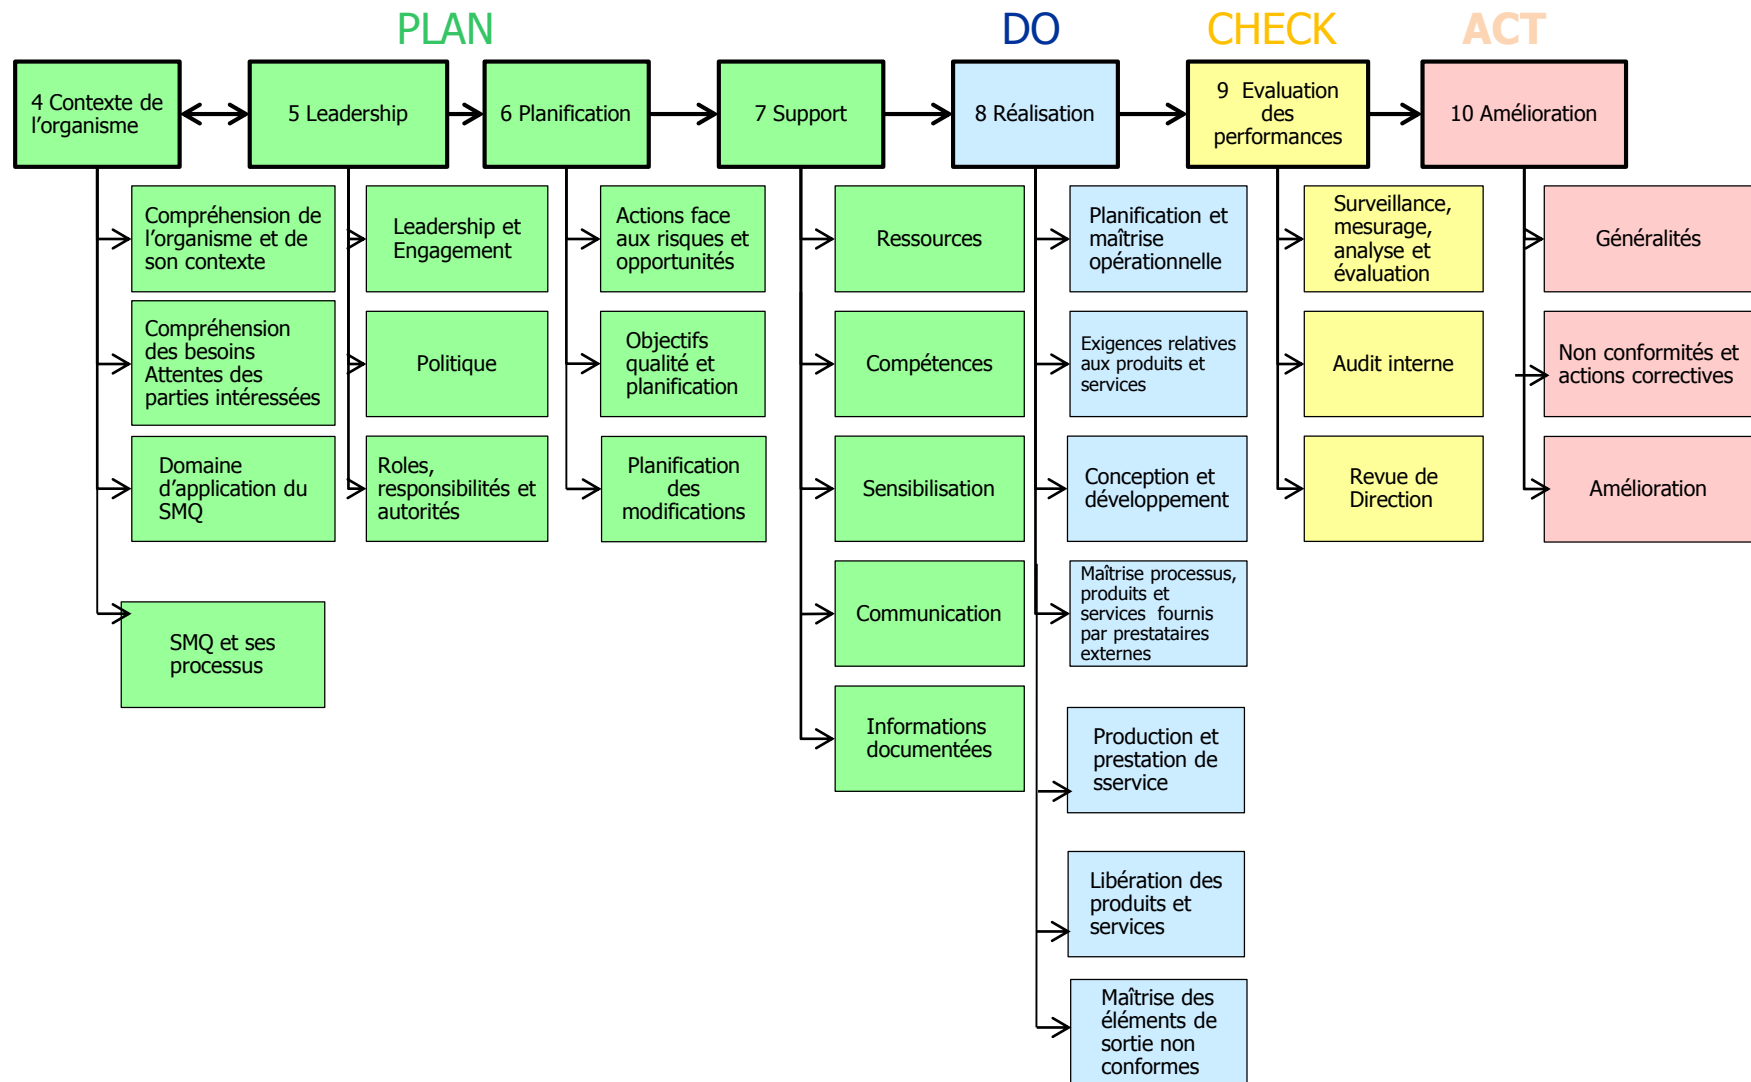 PLAN
DO
CHECK
ACT
4 Contexte de
l'organisme
5 Leadership
6 Planification
7 Support
8 Réalisation
9 Evaluation
des
performances
10 Amélioration
Compréhension de
l'organisme et de
son contexte
Compréhension
des besoins
Attentes des
parties intéressées
Domaine
d'application du
SMQ
SMQ et ses
processus
Leadership et
Engagement
Politique
Roles,
responsibilités et
autorités
Actions face
aux risques et
opportunités
Objectifs
qualité et
planification
Planification
des
modifications
Ressources
Compétences
Sensibilisation
Communication
Informations
documentées
Planification et
maîtrise
opérationnelle
Exigences relatives
aux produits et
services
Conception et
développement
Maîtrise processus,
produits et
services fournis
par prestataires
externes
Production et
prestation de
sservice
Libération des
produits et
services
Maîtrise des
éléments de
sortie non
conformes
Surveillance,
mesurage,
analyse et
évaluation
Audit interne
Revue de
Direction
Généralités
Non conformités et
actions correctives
Amélioration